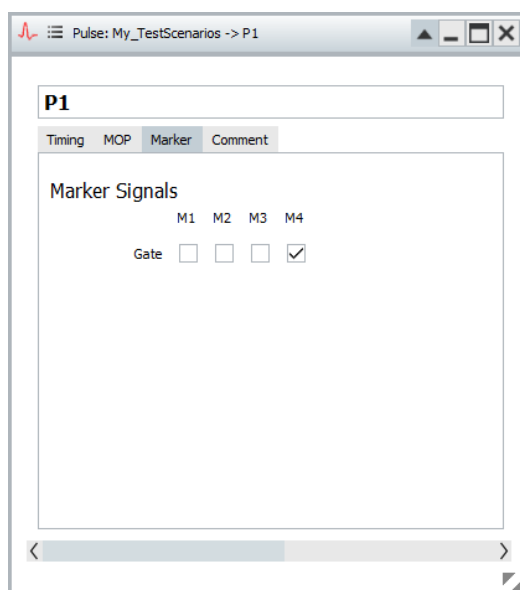 Pulse: My_TestScenarios -> P1
P1
Timing MOP Marker Comment
Marker Signals
M1 M2 M3 M4
Gate